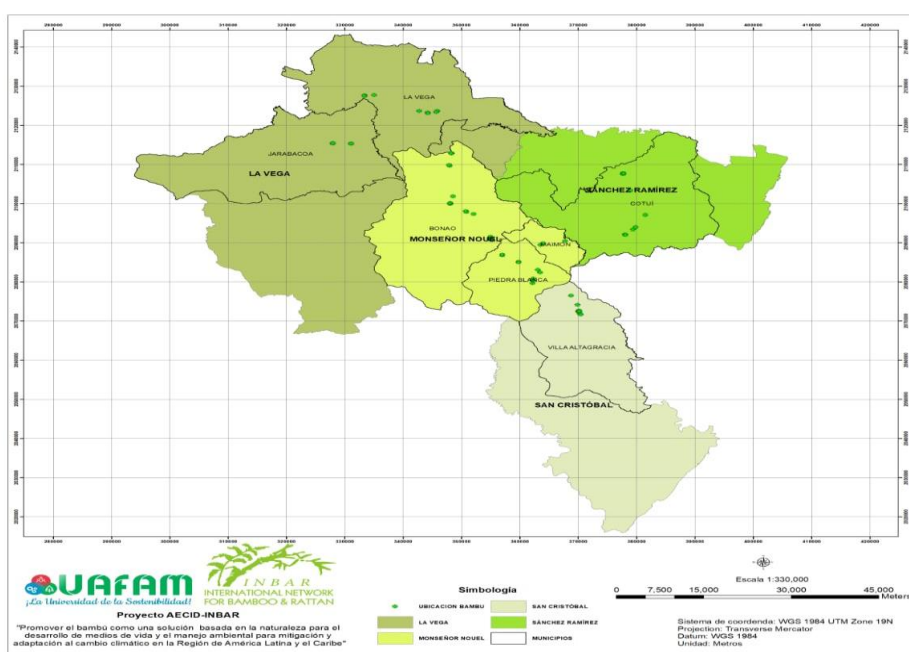 LA VEGA
JARABACOA
LA VEGA
SÁNCHEZ RAMÍREZ
COTUÍ
BONAO
MONSEÑOR NOUEL
MAIMÓN
PIEDRA BLANCA
VILLA ALTAGRACIA
SAN CRISTÓBAL
UAFAM
¡La Universidad de la Sostenibilidad!
INBAR
INTERNATIONAL NETWORK
FOR BAMBOO & RATTAN
Proyecto AECID-INBAR
"Promover el bambú como una solución basada en la naturaleza para el
desarrollo de medios de vida y el manejo ambiental para mitigación y
adaptación al cambio climático en la Región de América Latina y el Caribe"
Simbología
UBICACION BAMBU
LA VEGA
MONSEÑOR NOUEL
SAN CRISTÓBAL
SÁNCHEZ RAMÍREZ
MUNICIPIOS
Escala 1:330,000
0 7,500 15,000 30,000 45,000
Meters
Sistema de coordenda: WGS 1984 UTM Zone 19N
Projection: Transverse Mercator
Datum: WGS 1984
Unidad: Metros